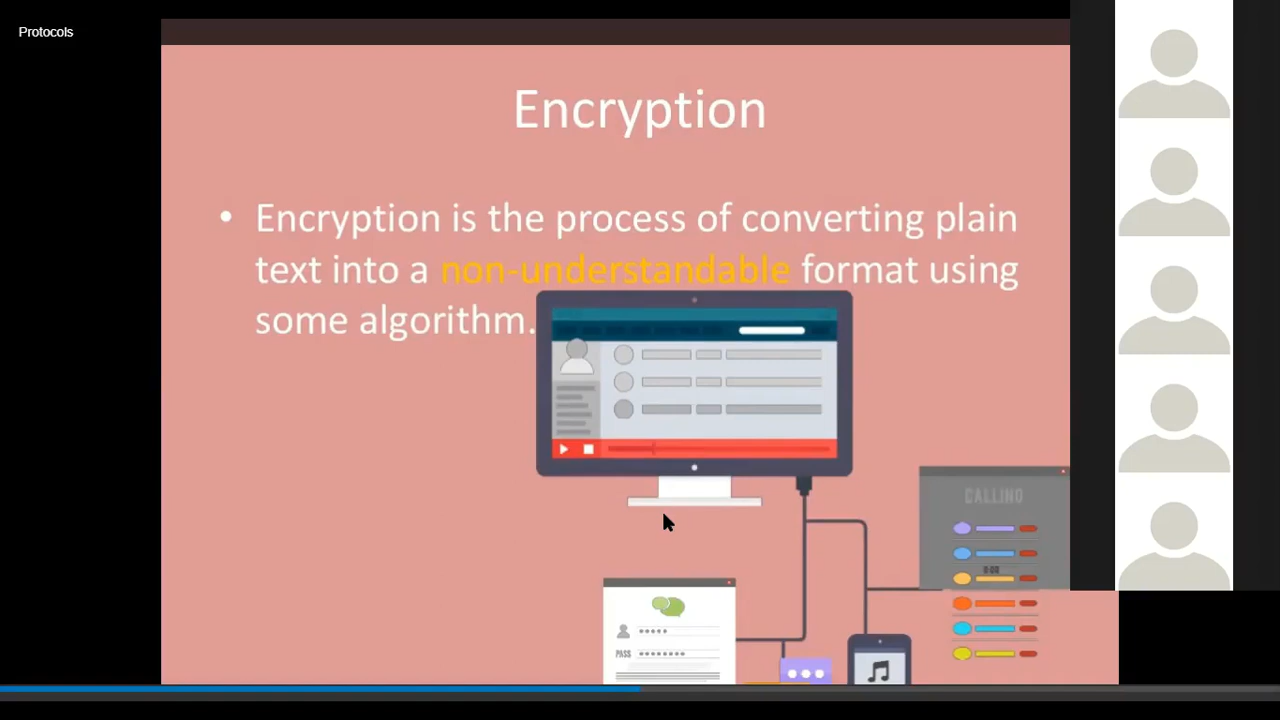 Protocols
Encryption
• Encryption is the process of converting plain
text into a non-understandable format using
some algorithm.
CALLING
PASS